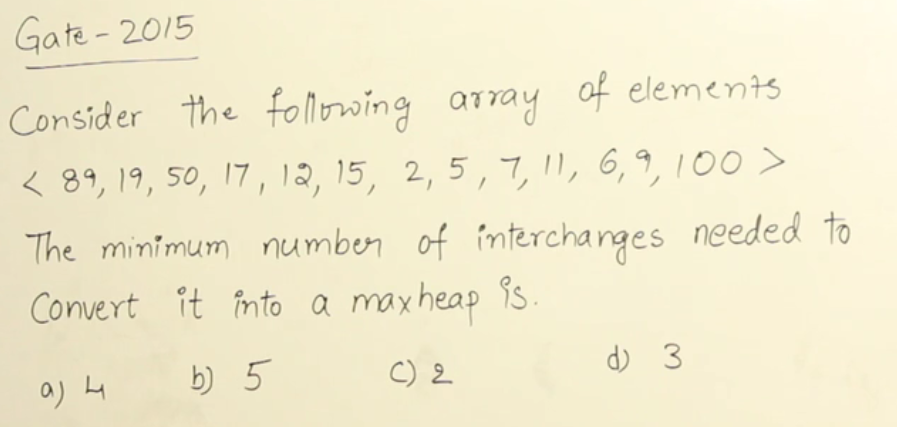 Gate - 2015
Consider the following array of elements
< 89, 19, 50, 17, 12, 15, 2, 5, 7, 11, 6, 9, 100 >
The minimum number of interchanges needed to
Convert it into a maxheap is.
a) 4 b) 5 c) 2 d) 3